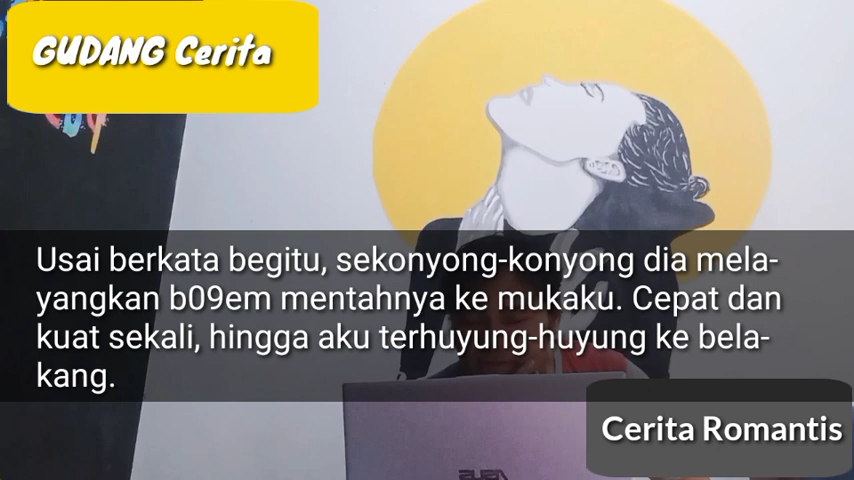 GUDANG Cerita
Usai berkata begitu, sekonyong-konyong dia mela-
yangkan b09em mentahnya ke mukaku. Cepat dan
kuat sekali, hingga aku terhuyung-huyung ke bela-
kang.
Cerita Romantis